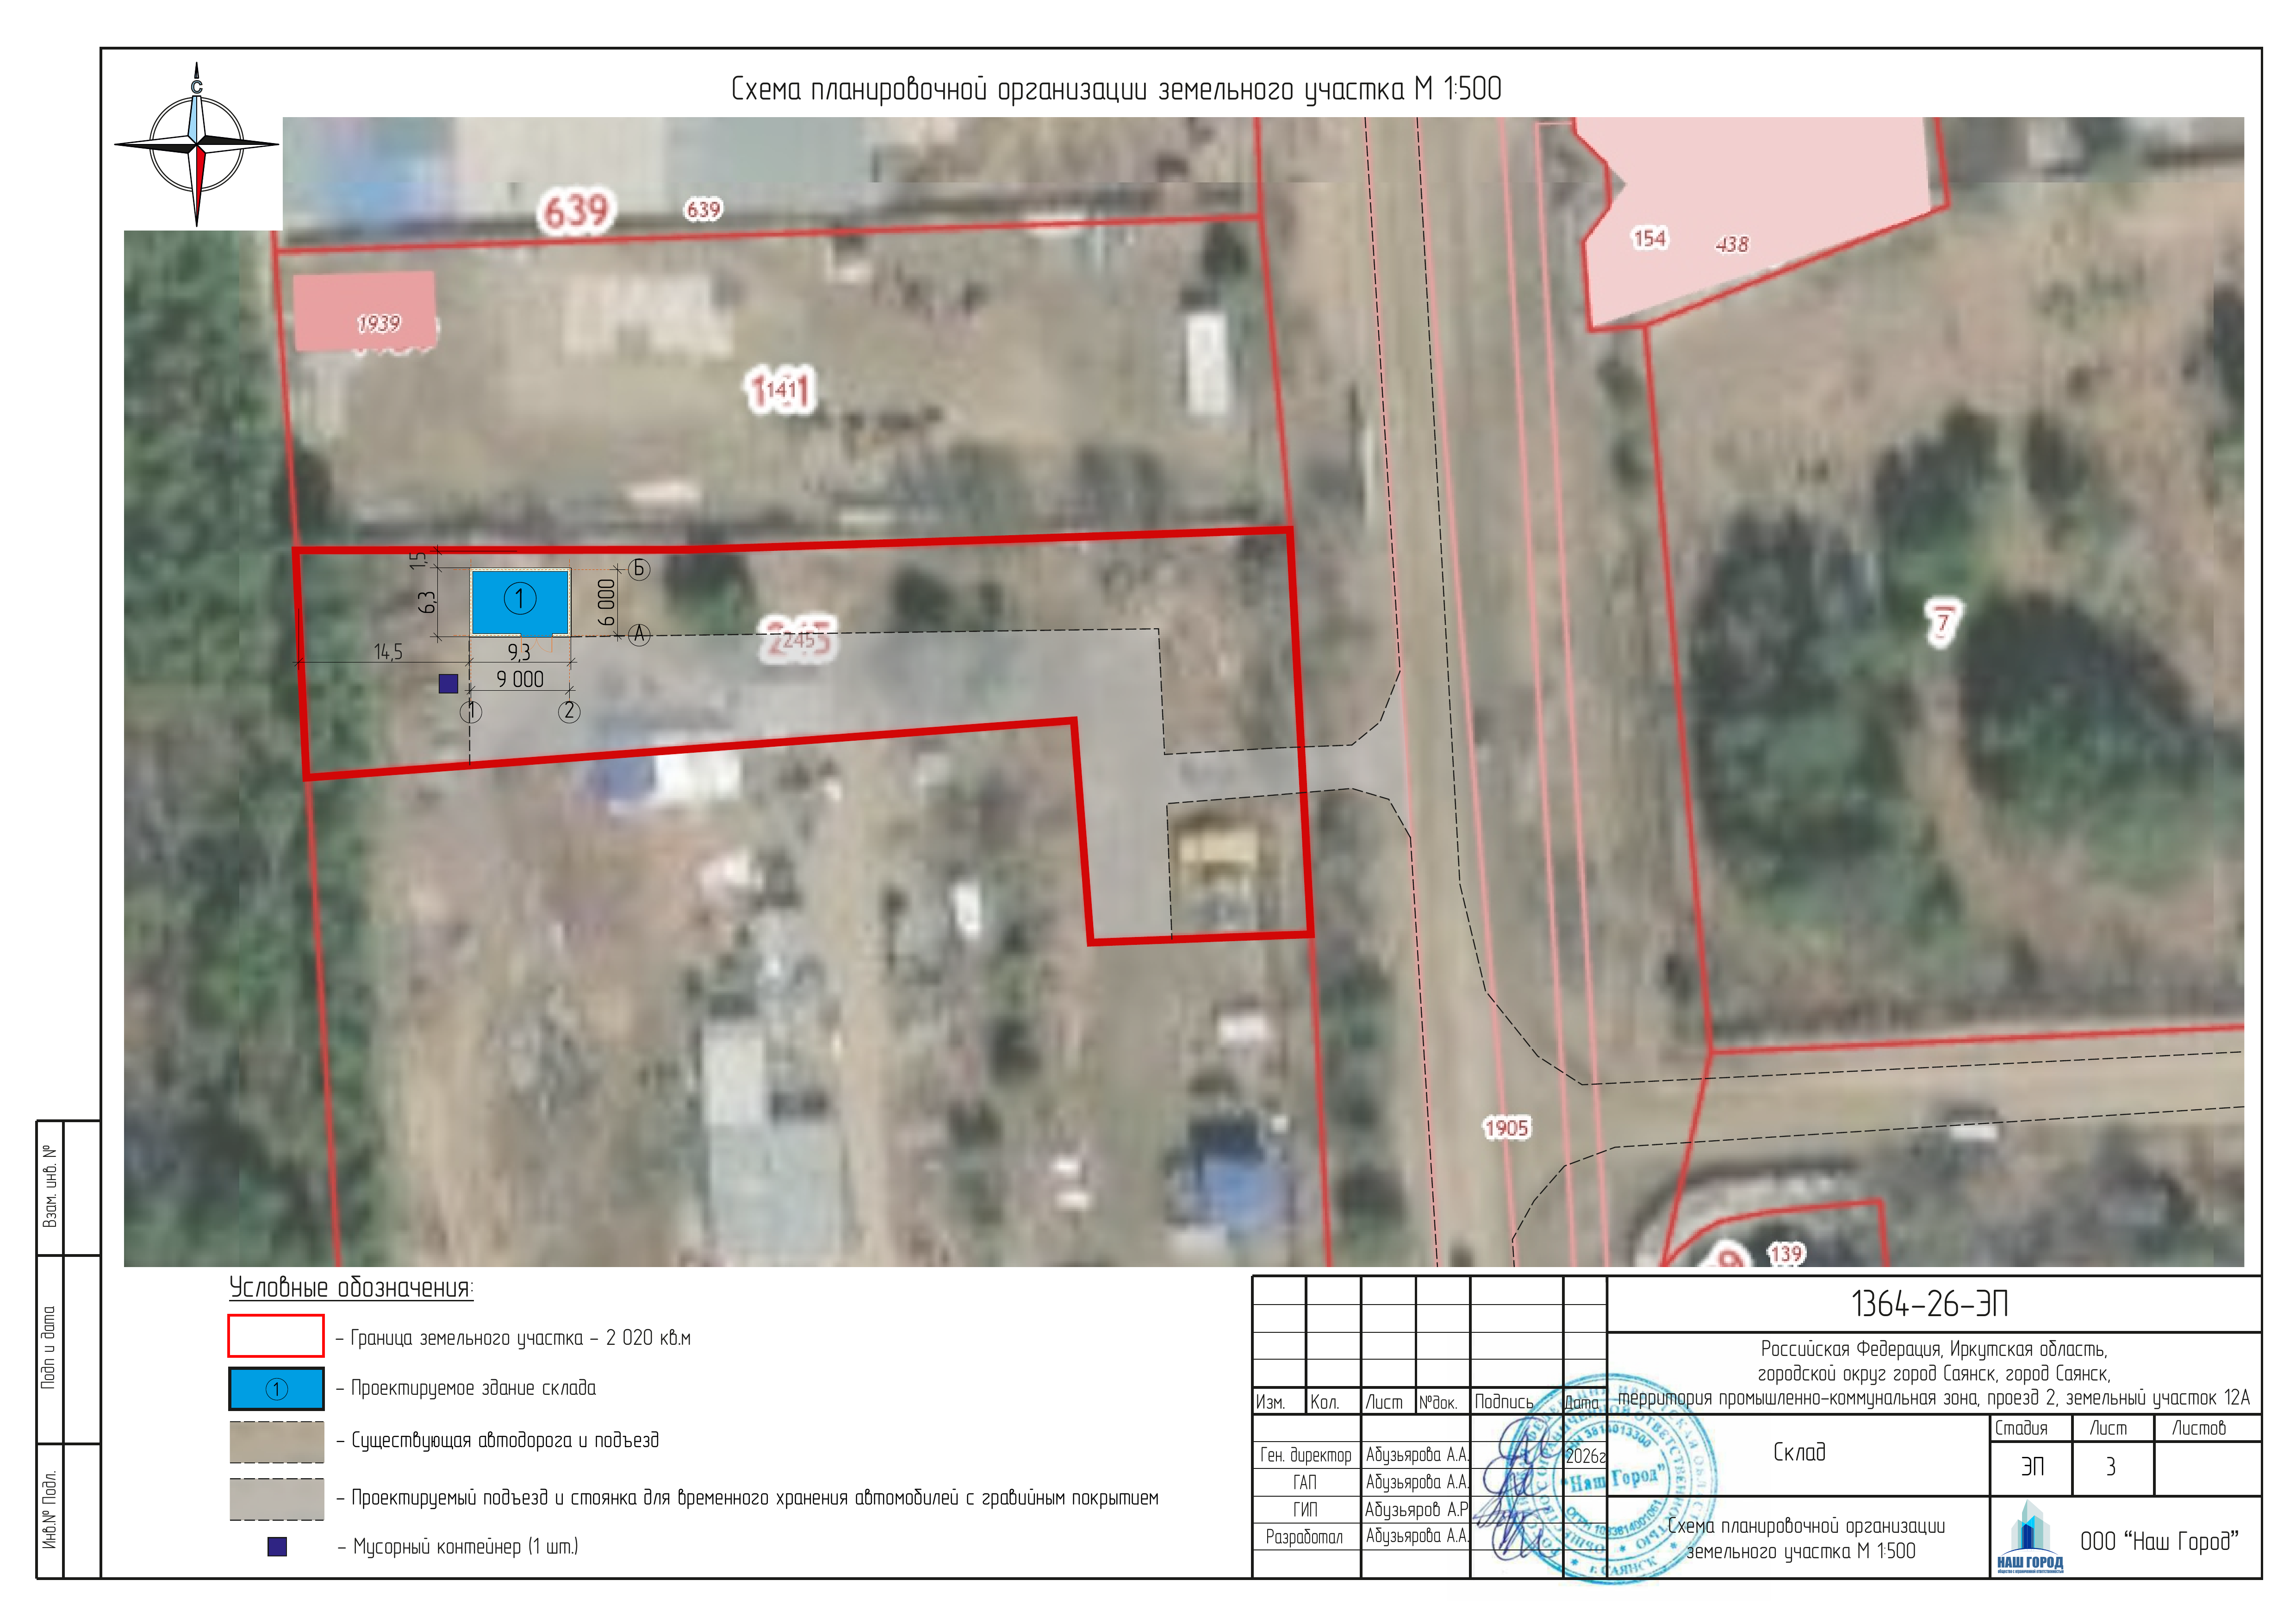 Схема планировочной организации земельного участка М 1:500
С
639
639
154
438
1939
141
1,5
Б
1
6,3
6 000
А
245
14,5
9,3
9 000
1
2
7
1905
139
Условные обозначения:
- Граница земельного участка - 2 020 кв.м
1
- Проектируемое здание склада
- Существующая автодорога и подъезд
- Проектируемый подъезд и стоянка для временного хранения автомобилей с гравийным покрытием
- Мусорный контейнер (1 шт.)
Взам. инв. №
Подп и дата
Инв.№ Подл.
1364-26-ЭП
Российская Федерация, Иркутская область,
городской округ город Саянск, город Саянск,
территория промышленно-коммунальная зона, проезд 2, земельный участок 12А
Изм. Кол. Лист №док. Подпись Дата
Ген. директор Абузьярова А.А. 2026г
ГАП Абузьярова А.А.
ГИП Абузьяров А.Р
Разработал Абузьярова А.А.
Склад
Стадия Лист Листов
ЭП 3
Схема планировочной организации
земельного участка М 1:500
НАШ ГОРОД
ООО “Наш Город”
"Наш Город"
г. САЯНСК